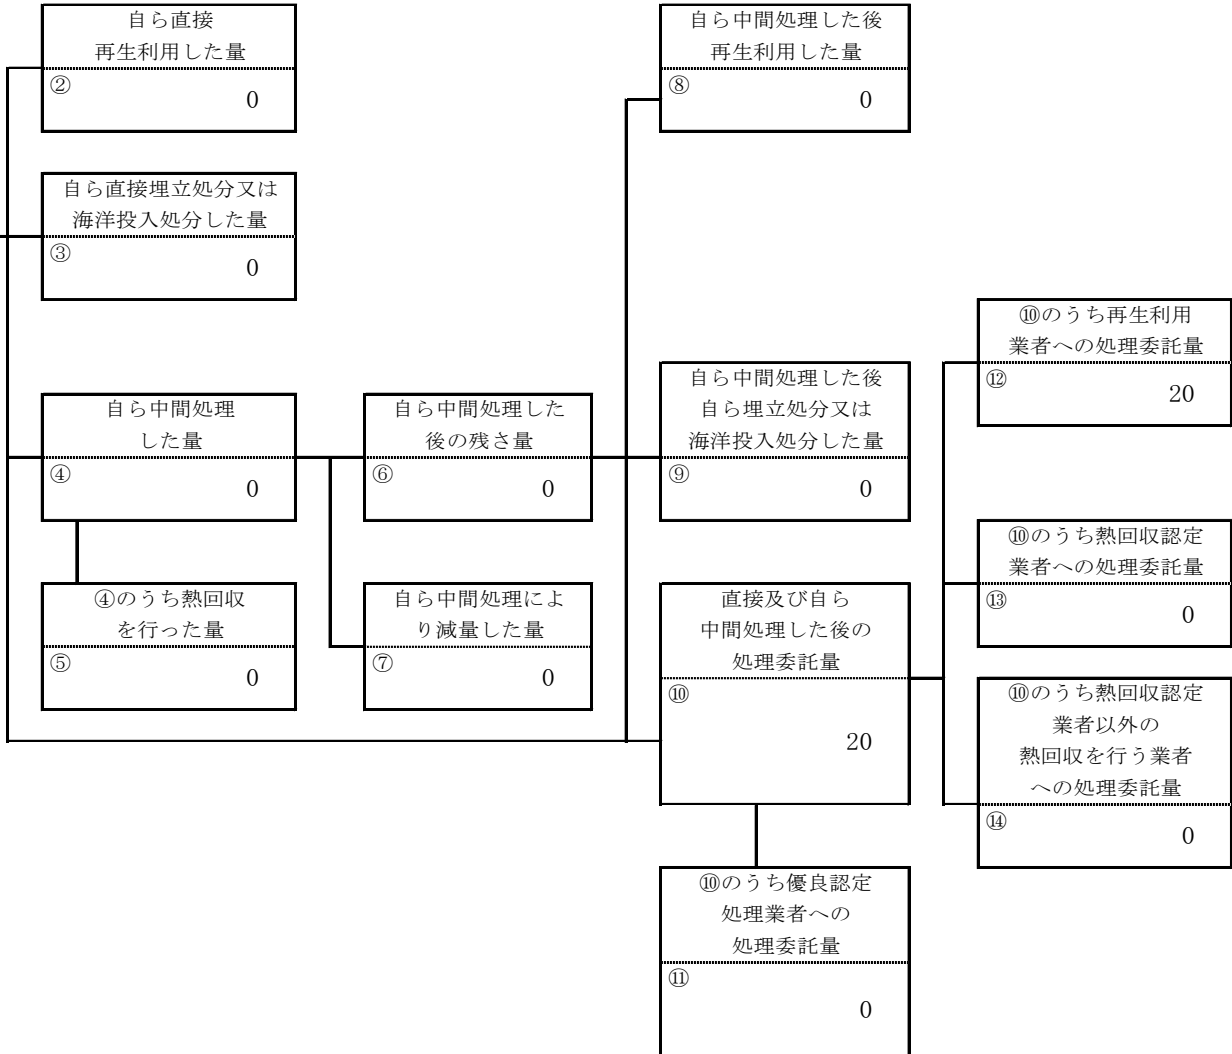 自ら直接
再生利用した量
②
0
自ら直接埋立処分又は
海洋投入処分した量
③
0
自ら中間処理
した量
④
0
④のうち熱回収
を行った量
⑤
0
自ら中間処理した
後の残さ量
⑥
0
自ら中間処理によ
り減量した量
⑦
0
自ら中間処理した後
再生利用した量
⑧
0
自ら中間処理した後
自ら埋立処分又は
海洋投入処分した量
⑨
0
直接及び自ら
中間処理した後の
処理委託量
⑩
20
⑩のうち優良認定
処理業者への
処理委託量
⑪
0
⑩のうち再生利用
業者への処理委託量
⑫
20
⑩のうち熱回収認定
業者への処理委託量
⑬
0
⑩のうち熱回収認定
業者以外の
熱回収を行う業者
への処理委託量
⑭
0